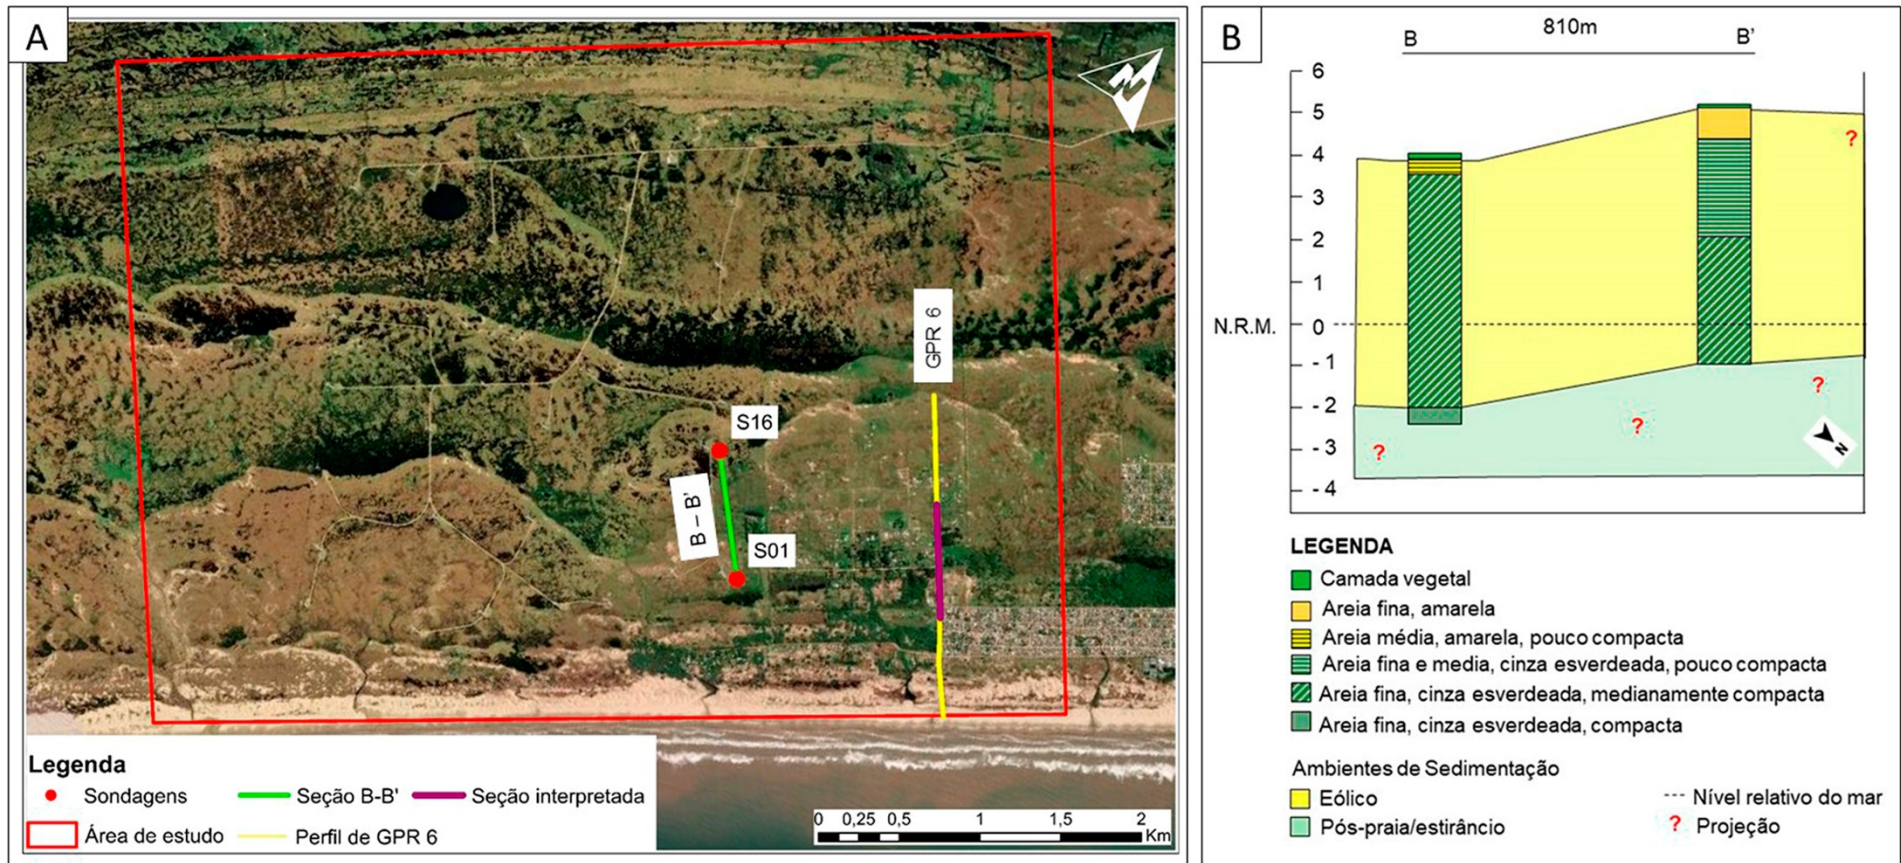 A
N
GPR 6
S16
B – B'
S01
Legenda
Sondagens
Seção B-B'
Seção interpretada
Área de estudo
Perfil de GPR 6
0 0,25 0,5 1 1,5 2
Km
B
810m
B B'
6
5
4
3
2
1
N.R.M. 0
- 1
- 2
- 3
- 4
?
?
?
?
N
LEGENDA
Camada vegetal
Areia fina, amarela
Areia média, amarela, pouco compacta
Areia fina e media, cinza esverdeada, pouco compacta
Areia fina, cinza esverdeada, medianamente compacta
Areia fina, cinza esverdeada, compacta
Ambientes de Sedimentação
Eólico
Pós-praia/estirâncio
Nível relativo do mar
? Projeção